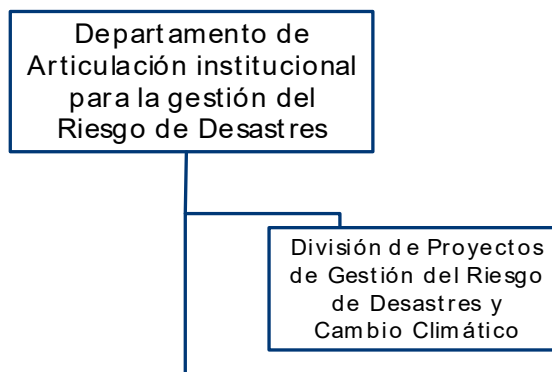 Departamento de
Articulación institucional
para la gestión del
Riesgo de Desastres
División de Proyectos
de Gestión del Riesgo
de Desastres y
Cambio Climático